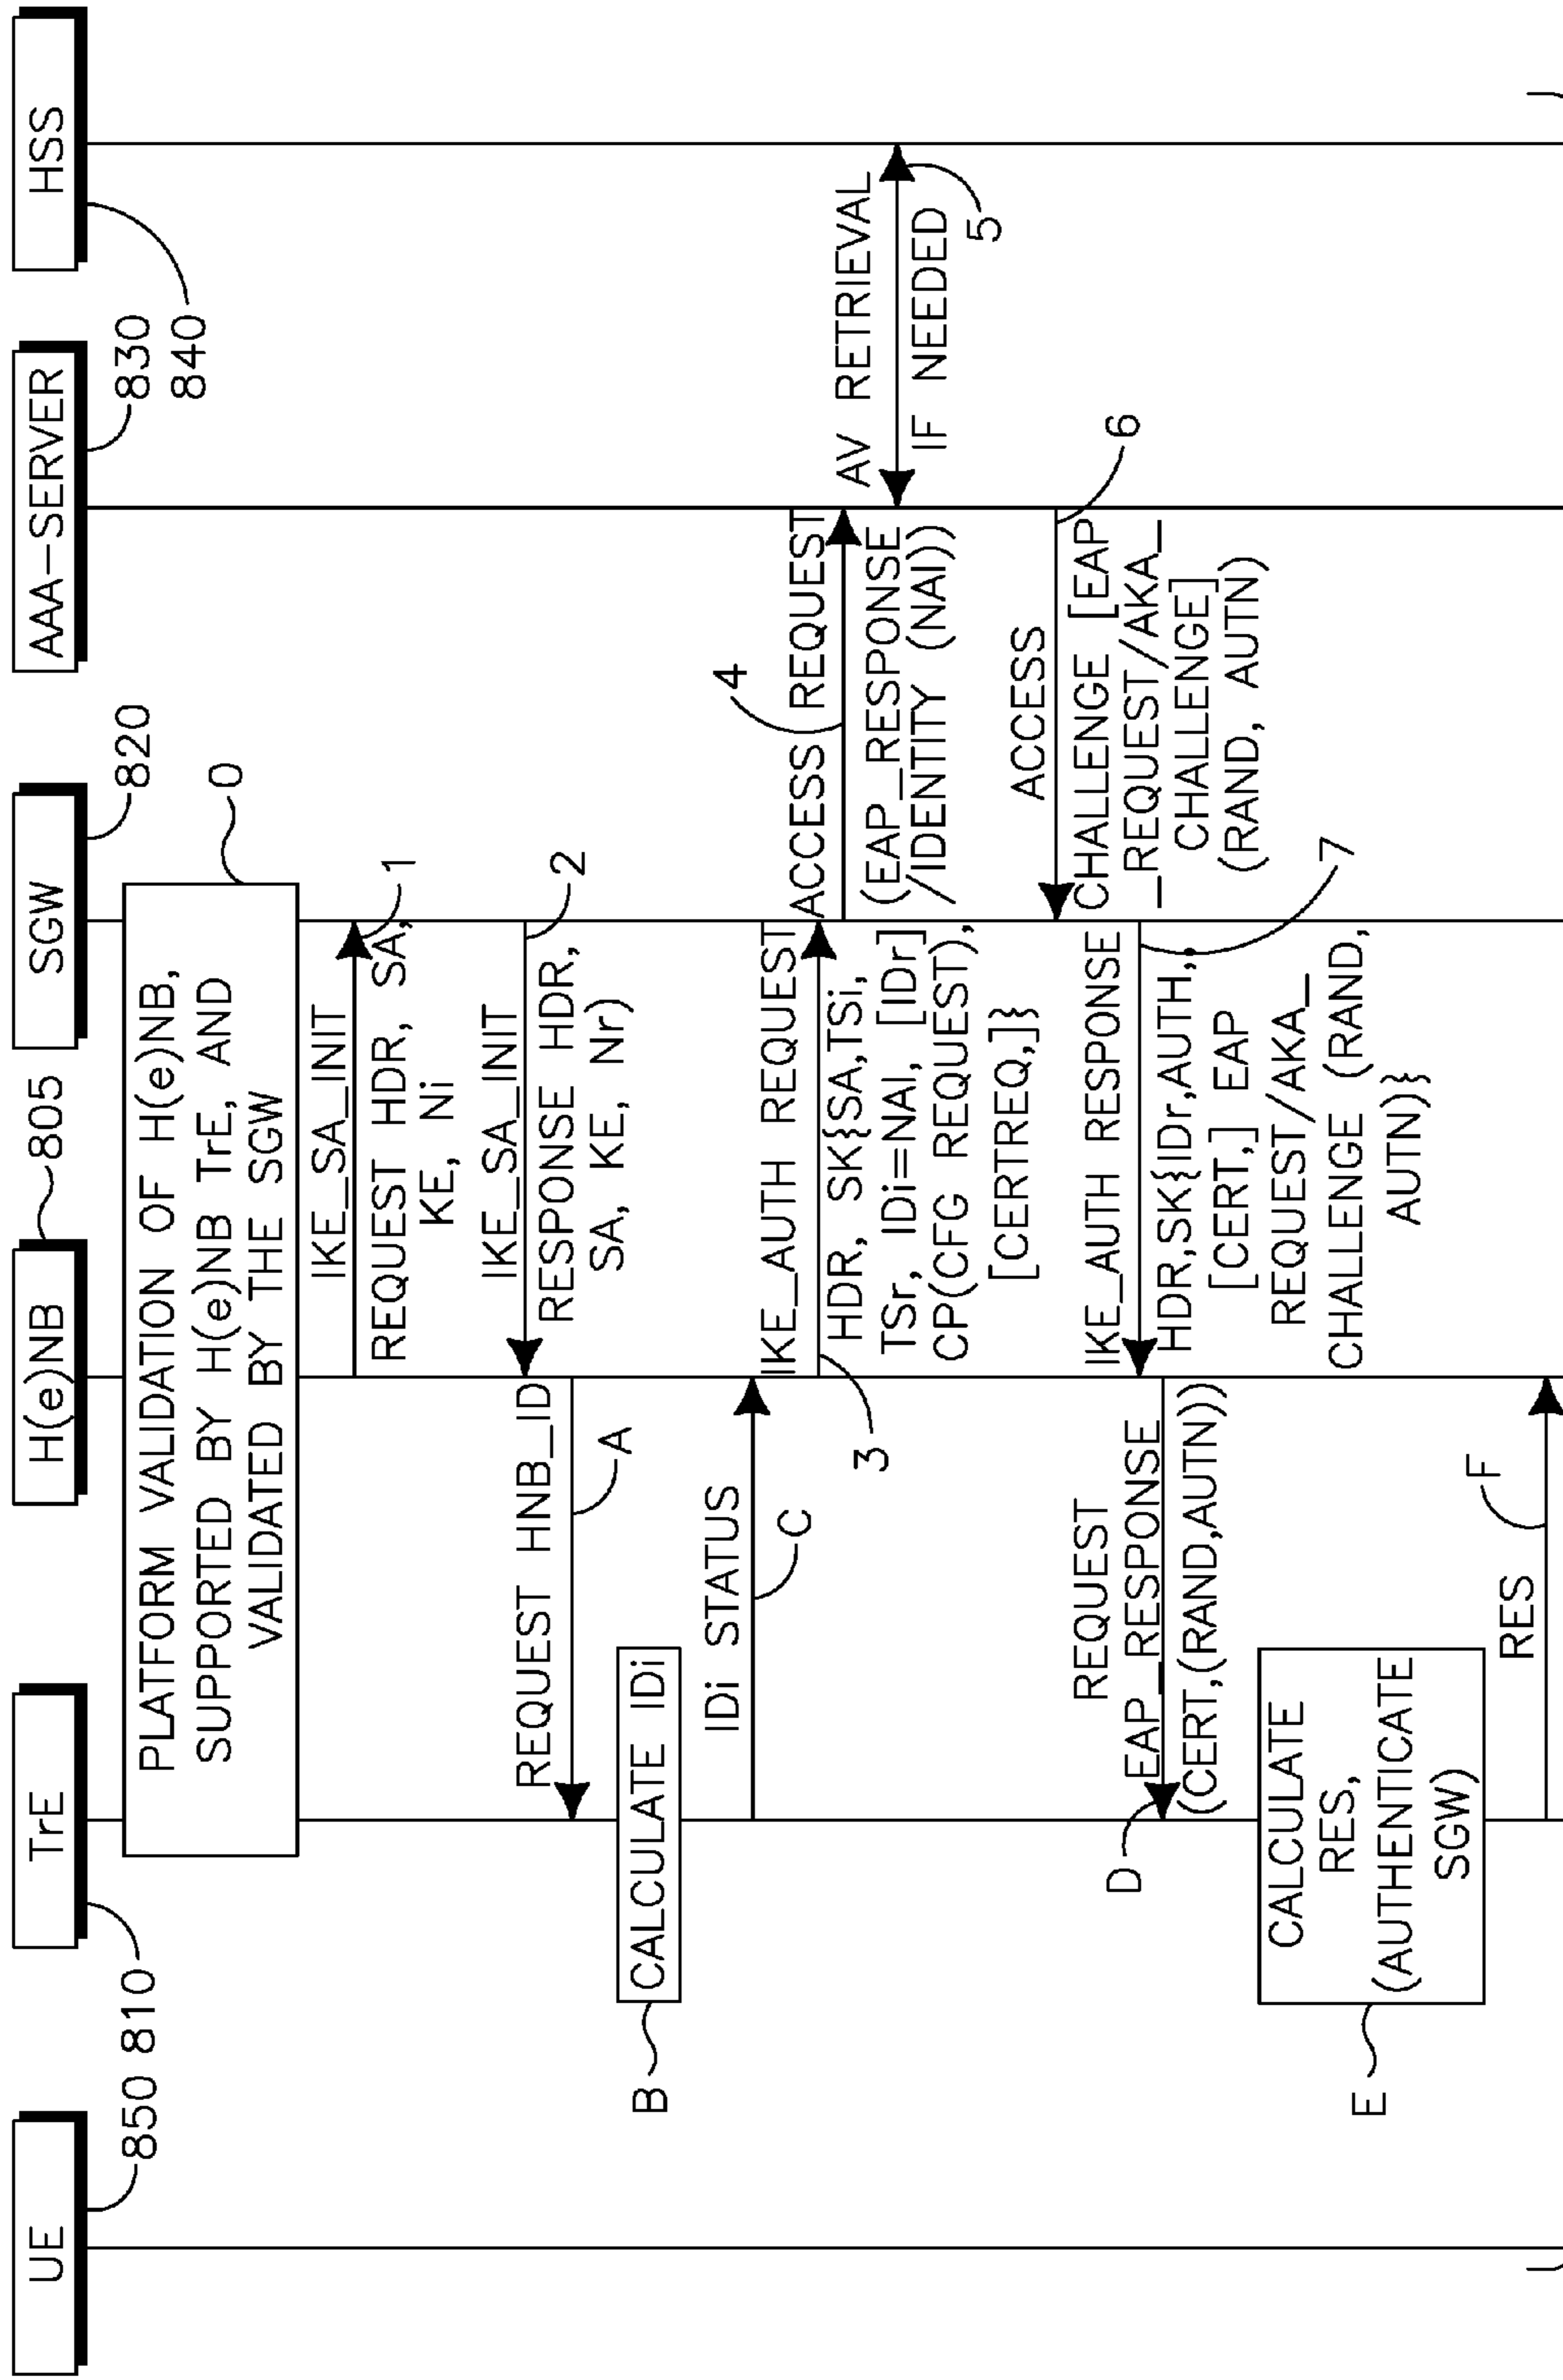 UE
TrE
H(e)NB
SGW
AAA-SERVER
HSS
850
810
805
820
830
840
PLATFORM VALIDATION OF H(e)NB,
SUPPORTED BY H(e)NB TrE, AND
VALIDATED BY THE SGW
0
IKE_SA_INIT
1
REQUEST HDR, SA,
KE, Ni
IKE_SA_INIT
2
RESPONSE HDR,
SA, KE, Nr)
REQUEST HNB_ID
A
CALCULATE IDi
B
IDi STATUS
C
IKE_AUTH REQUEST
3
HDR, SK{SA,TSi,
TSr, IDi=NAI, [IDr]
CP(CFG REQUEST),
[CERTREQ,]}
4
ACCESS REQUEST
(EAP_RESPONSE
/IDENTITY (NAI))
AV RETRIEVAL
IF NEEDED
5
6
ACCESS
CHALLENGE [EAP
_REQUEST/AKA_
CHALLENGE]
(RAND, AUTN)
IKE_AUTH RESPONSE
7
HDR,SK{IDr,AUTH,
[CERT,] EAP
REQUEST/AKA_
CHALLENGE (RAND,
AUTN)}
REQUEST
EAP_RESPONSE
(CERT,(RAND,AUTN))
D
CALCULATE
RES,
(AUTHENTICATE
SGW)
E
RES
F